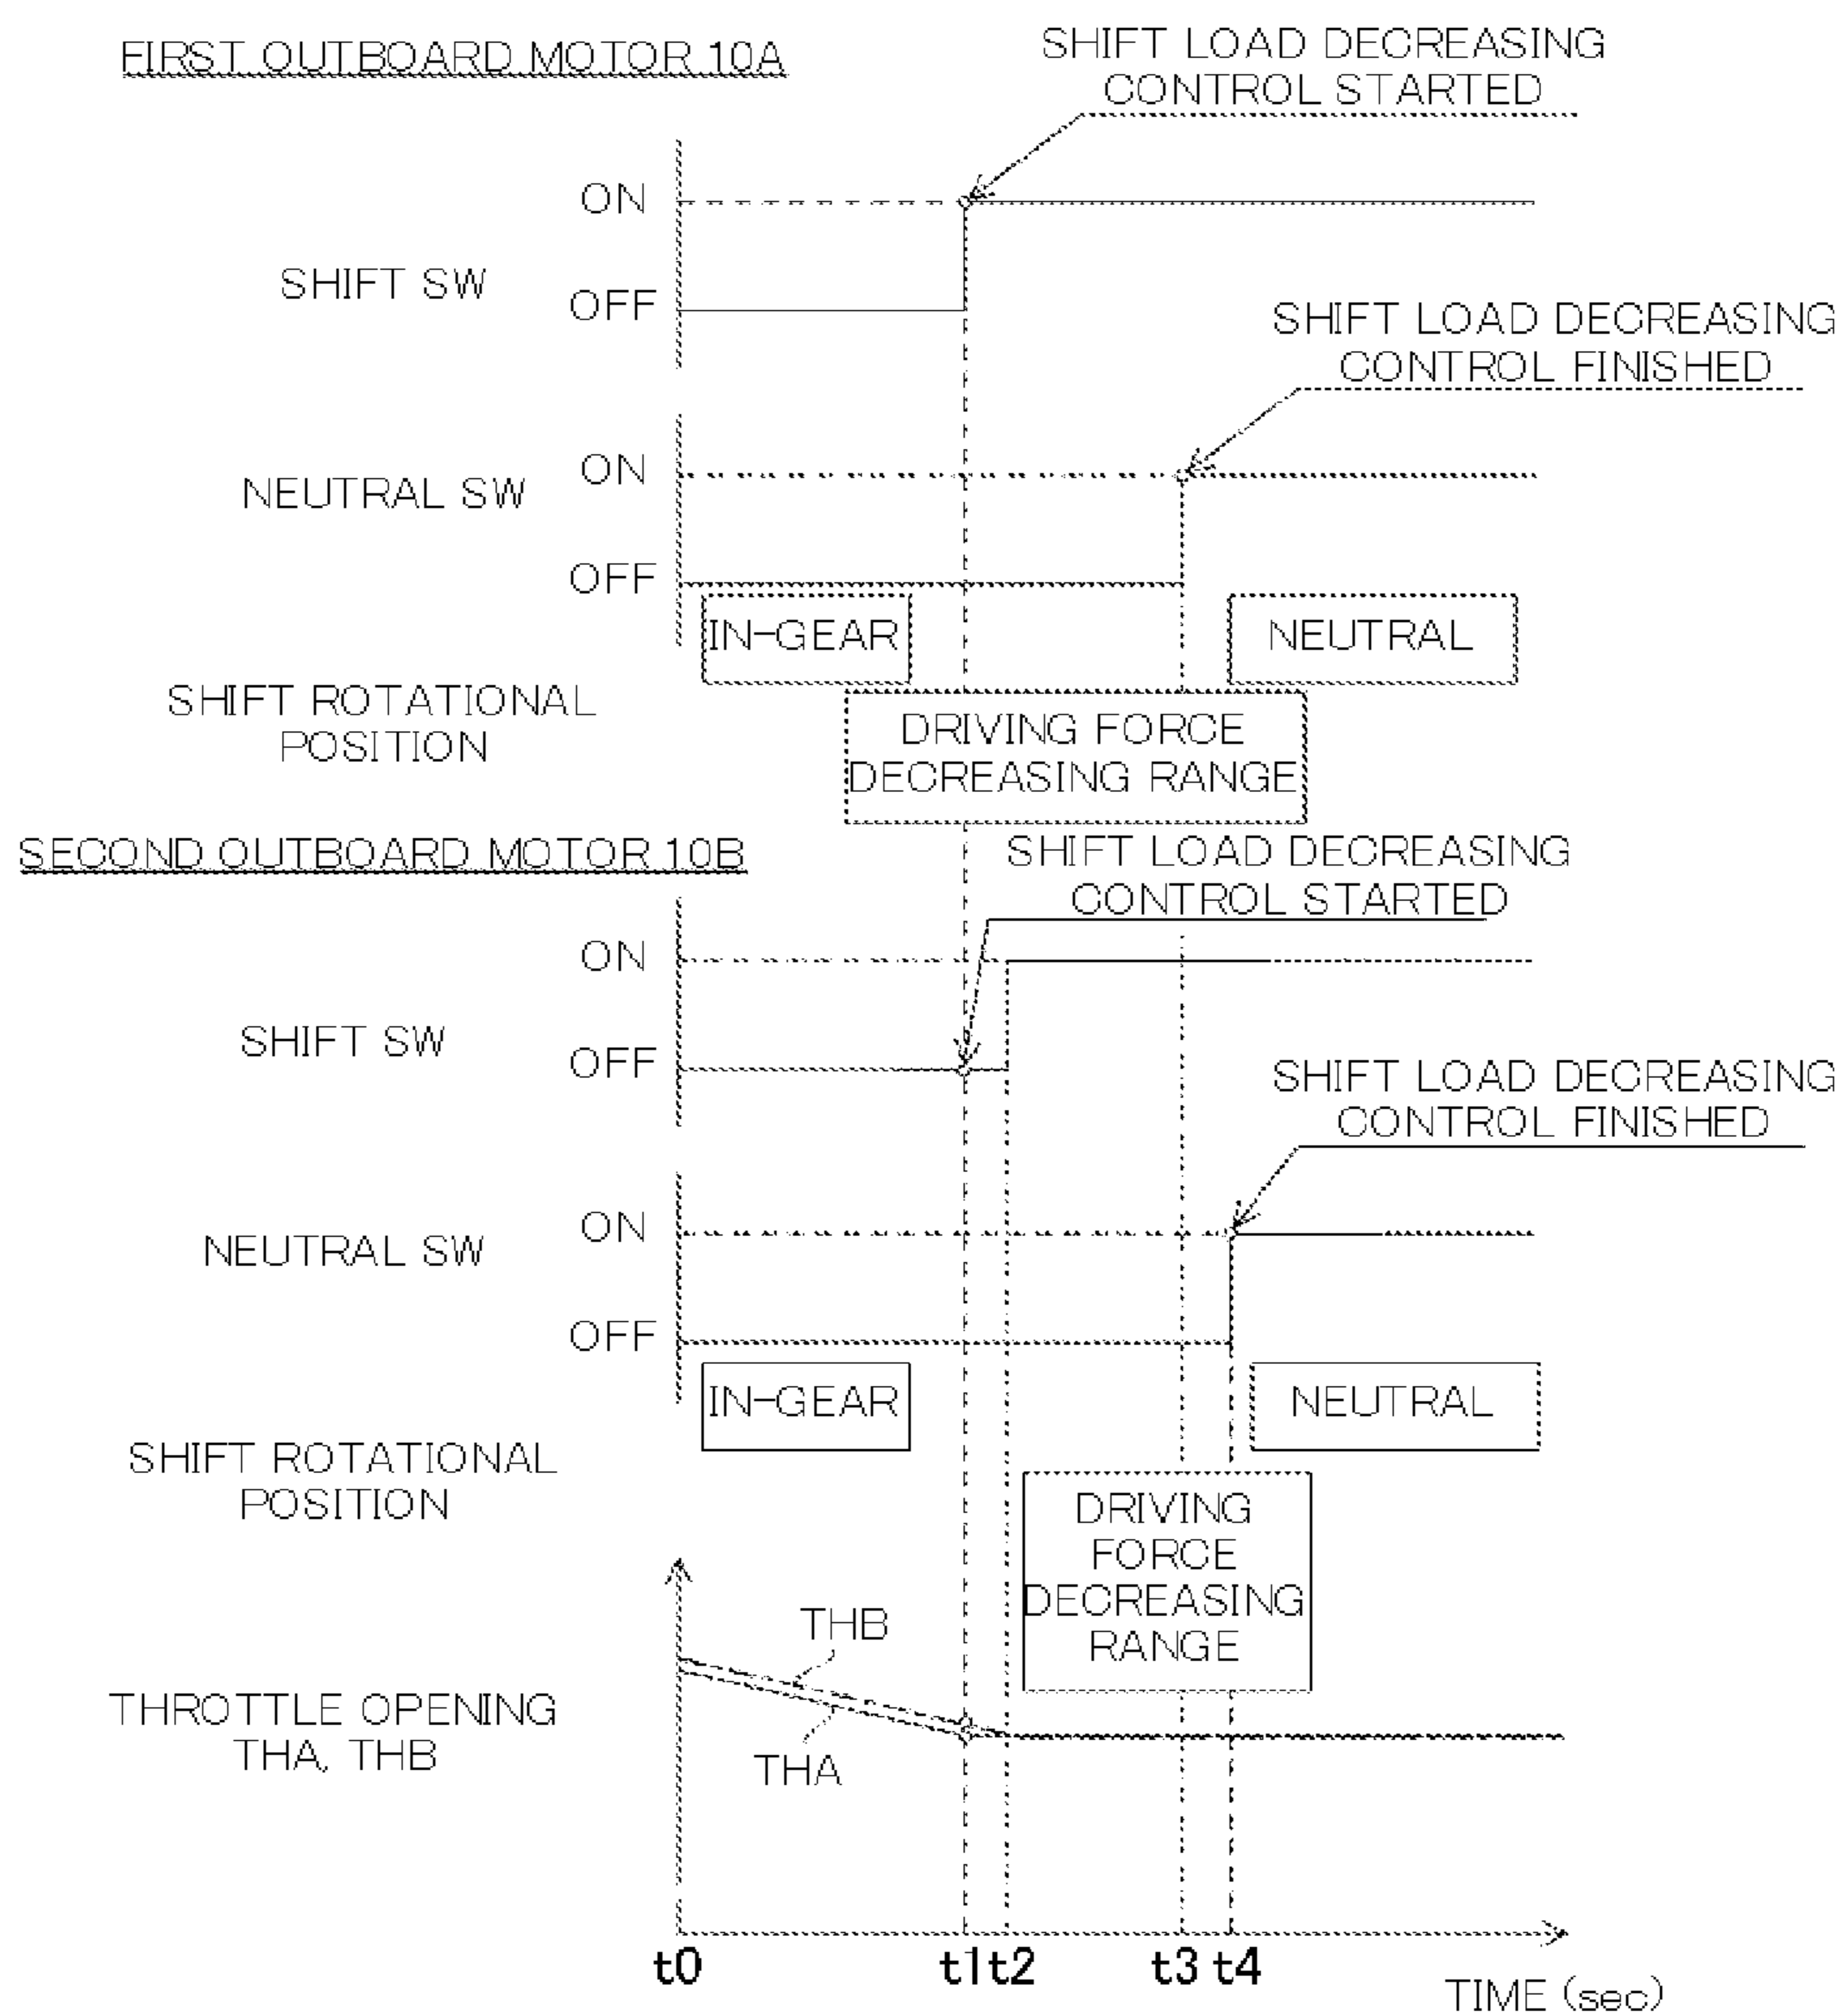 FIRST OUTBOARD MOTOR 10A
SHIFT LOAD DECREASING
CONTROL STARTED
ON
SHIFT SW
OFF
SHIFT LOAD DECREASING
CONTROL FINISHED
ON
NEUTRAL SW
OFF
IN-GEAR
NEUTRAL
SHIFT ROTATIONAL
POSITION
DRIVING FORCE
DECREASING RANGE
SECOND OUTBOARD MOTOR 10B
SHIFT LOAD DECREASING
CONTROL STARTED
ON
SHIFT SW
OFF
SHIFT LOAD DECREASING
CONTROL FINISHED
ON
NEUTRAL SW
OFF
IN-GEAR
NEUTRAL
SHIFT ROTATIONAL
POSITION
DRIVING
FORCE
DECREASING
RANGE
THB
THROTTLE OPENING
THA, THB
THA
t0 t1 t2 t3 t4
TIME (sec)